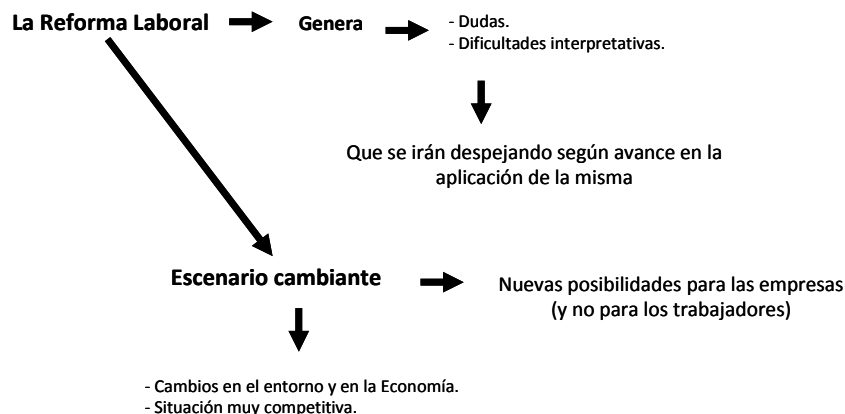 La Reforma Laboral
Genera
- Dudas.
- Dificultades interpretativas.
Que se irán despejando según avance en la
aplicación de la misma
Escenario cambiante
Nuevas posibilidades para las empresas
(y no para los trabajadores)
- Cambios en el entorno y en la Economía.
- Situación muy competitiva.